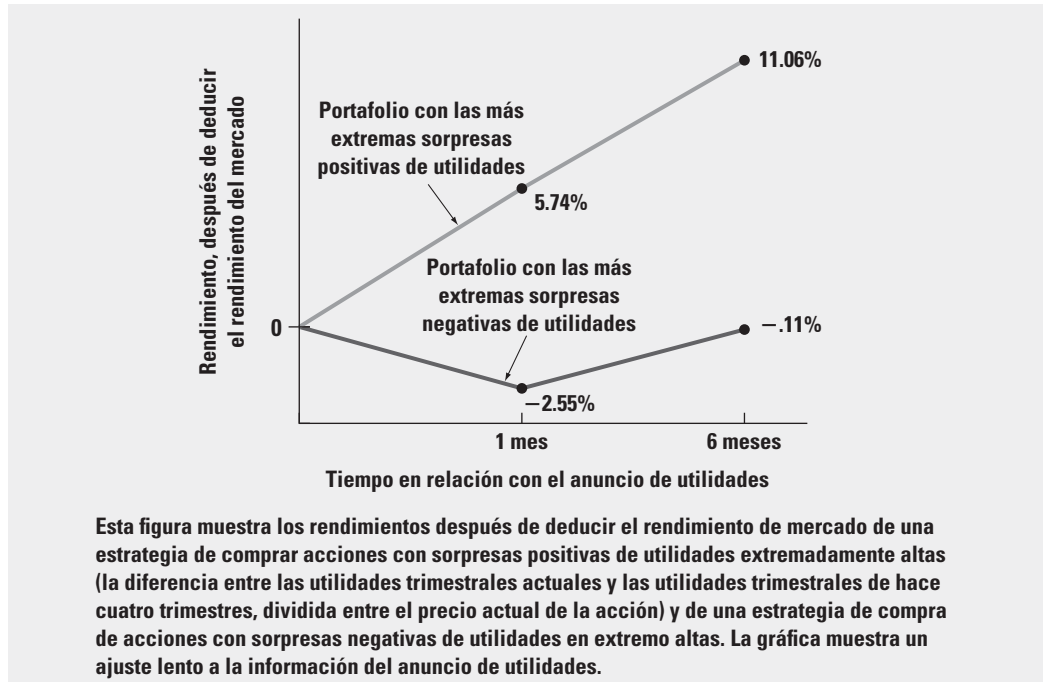 Rendimiento, después de deducir
el rendimiento del mercado
11.06%
Portafolio con las más
extremas sorpresas
positivas de utilidades
5.74%
Portafolio con las más
extremas sorpresas
negativas de utilidades
0
−.11%
−2.55%
1 mes
6 meses
Tiempo en relación con el anuncio de utilidades
Esta figura muestra los rendimientos después de deducir el rendimiento de mercado de una
estrategia de comprar acciones con sorpresas positivas de utilidades extremadamente altas
(la diferencia entre las utilidades trimestrales actuales y las utilidades trimestrales de hace
cuatro trimestres, dividida entre el precio actual de la acción) y de una estrategia de compra
de acciones con sorpresas negativas de utilidades en extremo altas. La gráfica muestra un
ajuste lento a la información del anuncio de utilidades.